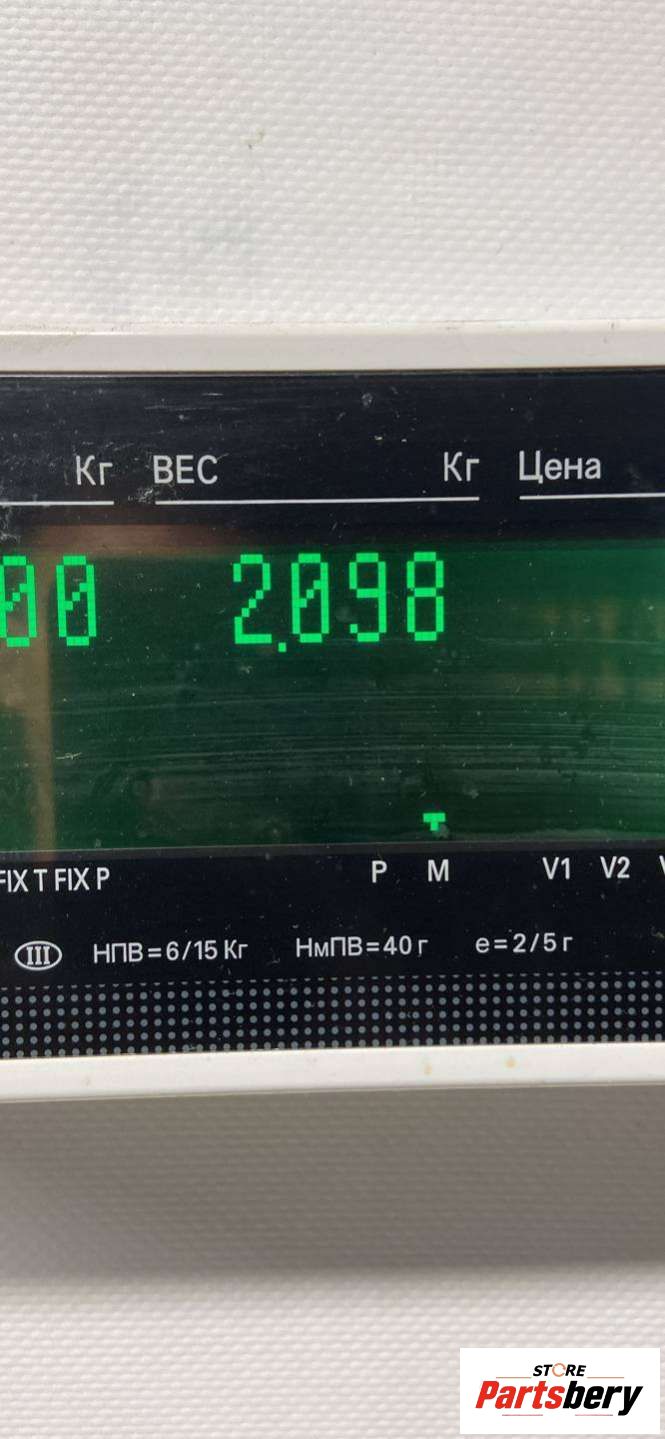 Кг ВЕС Кг Цена
00 2.098
FIX T FIX P P M V1 V2
III НПВ=6/15 Кг НмПВ=40 г e=2/5 г
STORE
Partsbery